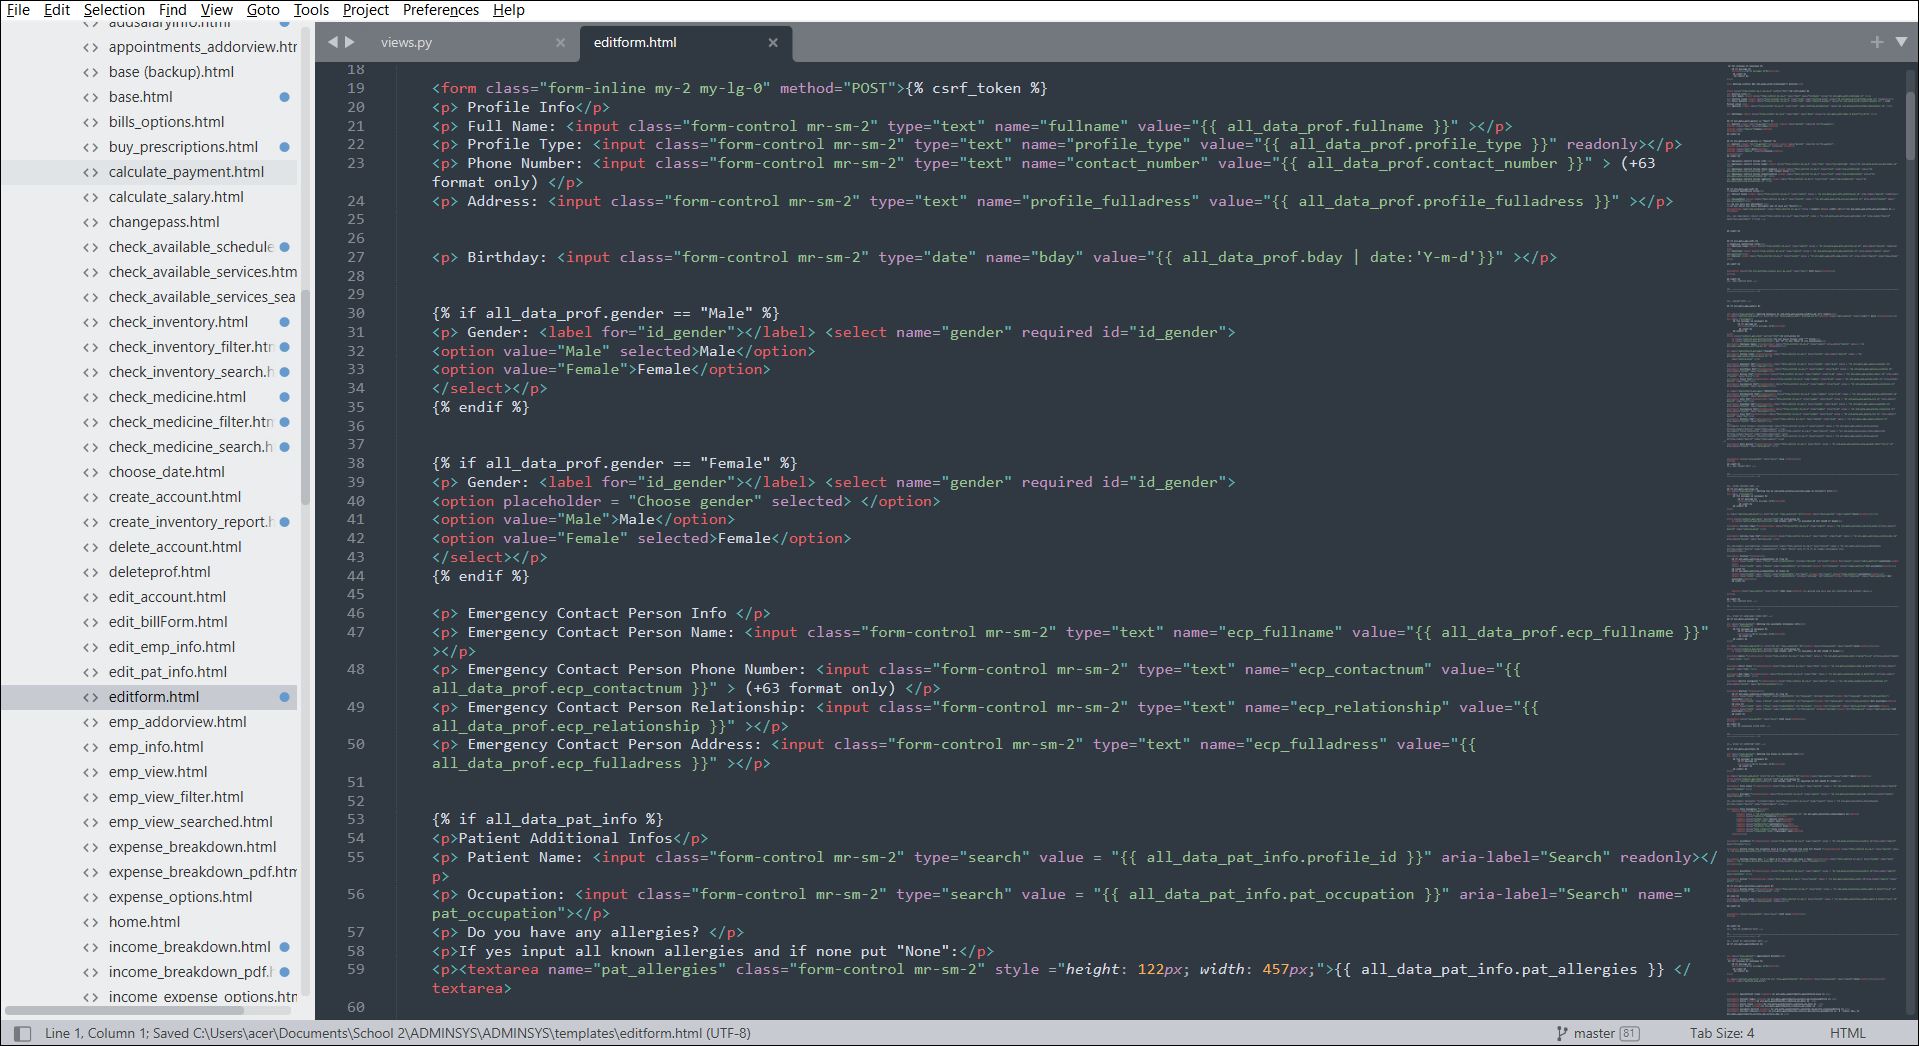 File Edit Selection Find View Goto Tools Project Preferences Help
addsalaryinfo.html
appointments_addorview.htm
base (backup).html
base.html
bills_options.html
buy_prescriptions.html
calculate_payment.html
calculate_salary.html
changepass.html
check_available_schedule
check_available_services.htm
check_available_services_sea
check_inventory.html
check_inventory_filter.htm
check_inventory_search.h
check_medicine.html
check_medicine_filter.htm
check_medicine_search.h
choose_date.html
create_account.html
create_inventory_report.h
delete_account.html
deleteprof.html
edit_account.html
edit_billForm.html
edit_emp_info.html
edit_pat_info.html
editform.html
emp_addorview.html
emp_info.html
emp_view.html
emp_view_filter.html
emp_view_searched.html
expense_breakdown.html
expense_breakdown_pdf.htm
expense_options.html
home.html
income_breakdown.html
income_breakdown_pdf.h
income_expense_options.htm
views.py
editform.html
18
19 <form class="form-inline my-2 my-lg-0" method="POST">{% csrf_token %}
20 <p> Profile Info</p>
21 <p> Full Name: <input class="form-control mr-sm-2" type="text" name="fullname" value="{{ all_data_prof.fullname }}" ></p>
22 <p> Profile Type: <input class="form-control mr-sm-2" type="text" name="profile_type" value="{{ all_data_prof.profile_type }}" readonly></p>
23 <p> Phone Number: <input class="form-control mr-sm-2" type="text" name="contact_number" value="{{ all_data_prof.contact_number }}" > (+63
format only) </p>
24 <p> Address: <input class="form-control mr-sm-2" type="text" name="profile_fulladress" value="{{ all_data_prof.profile_fulladress }}" ></p>
25
26
27 <p> Birthday: <input class="form-control mr-sm-2" type="date" name="bday" value="{{ all_data_prof.bday | date:'Y-m-d'}}" ></p>
28
29
30 {% if all_data_prof.gender == "Male" %}
31 <p> Gender: <label for="id_gender"></label> <select name="gender" required id="id_gender">
32 <option value="Male" selected>Male</option>
33 <option value="Female">Female</option>
34 </select></p>
35 {% endif %}
36
37
38 {% if all_data_prof.gender == "Female" %}
39 <p> Gender: <label for="id_gender"></label> <select name="gender" required id="id_gender">
40 <option placeholder = "Choose gender" selected> </option>
41 <option value="Male">Male</option>
42 <option value="Female" selected>Female</option>
43 </select></p>
44 {% endif %}
45
46 <p> Emergency Contact Person Info </p>
47 <p> Emergency Contact Person Name: <input class="form-control mr-sm-2" type="text" name="ecp_fullname" value="{{ all_data_prof.ecp_fullname }}"
></p>
48 <p> Emergency Contact Person Phone Number: <input class="form-control mr-sm-2" type="text" name="ecp_contactnum" value="{{
all_data_prof.ecp_contactnum }}" > (+63 format only) </p>
49 <p> Emergency Contact Person Relationship: <input class="form-control mr-sm-2" type="text" name="ecp_relationship" value="{{
all_data_prof.ecp_relationship }}" ></p>
50 <p> Emergency Contact Person Address: <input class="form-control mr-sm-2" type="text" name="ecp_fulladress" value="{{
all_data_prof.ecp_fulladress }}" ></p>
51
52
53 {% if all_data_pat_info %}
54 <p>Patient Additional Infos</p>
55 <p> Patient Name: <input class="form-control mr-sm-2" type="search" value = "{{ all_data_pat_info.profile_id }}" aria-label="Search" readonly></
p>
56 <p> Occupation: <input class="form-control mr-sm-2" type="search" value = "{{ all_data_pat_info.pat_occupation }}" aria-label="Search" name="
pat_occupation"></p>
57 <p> Do you have any allergies? </p>
58 <p>If yes input all known allergies and if none put "None":</p>
59 <p><textarea name="pat_allergies" class="form-control mr-sm-2" style ="height: 122px; width: 457px;">{{ all_data_pat_info.pat_allergies }} </
textarea>
60
Line 1, Column 1; Saved C:\Users\acer\Documents\School 2\ADMINSYS\ADMINSYS\templates\editform.html (UTF-8)
master 81
Tab Size: 4
HTML